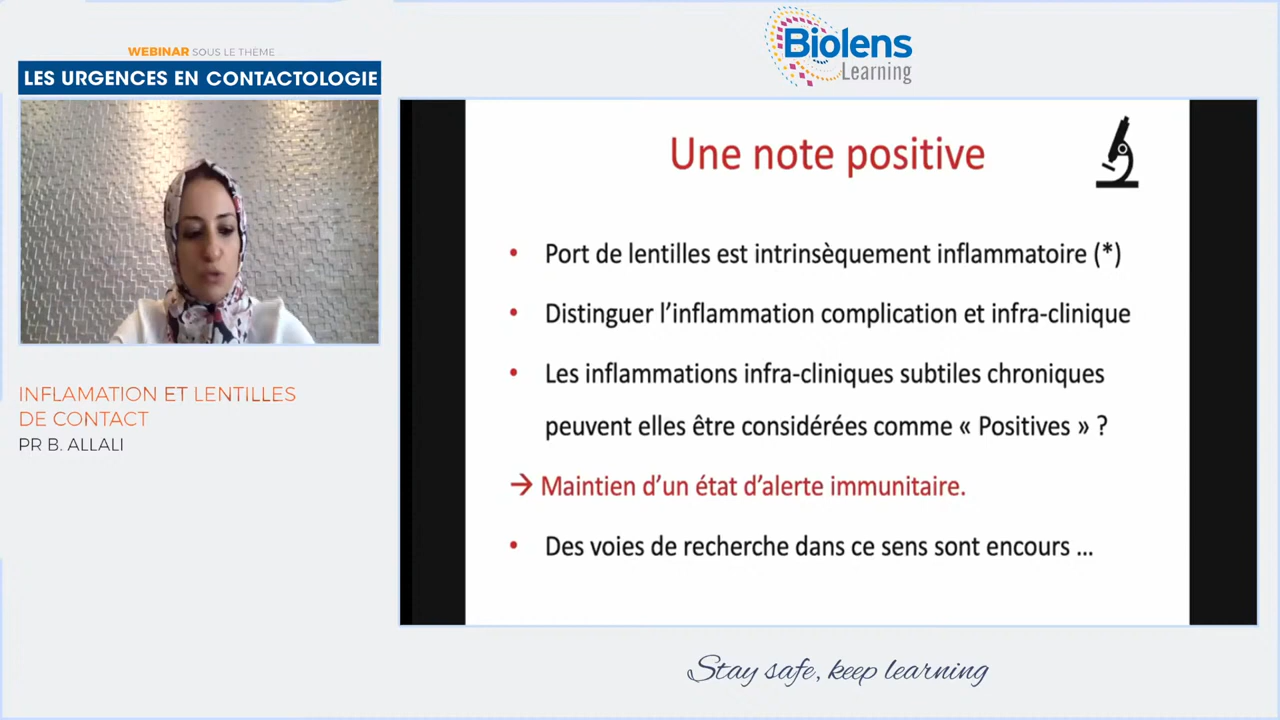 WEBINAR SOUS LE THÈME
LES URGENCES EN CONTACTOLOGIE
Biolens
Learning
INFLAMATION ET LENTILLES
DE CONTACT
PR B. ALLALI
Une note positive
• Port de lentilles est intrinsèquement inflammatoire (*)
• Distinguer l’inflammation complication et infra-clinique
• Les inflammations infra-cliniques subtiles chroniques
peuvent elles être considérées comme « Positives » ?
→ Maintien d’un état d’alerte immunitaire.
• Des voies de recherche dans ce sens sont encours ...
Stay safe, keep learning